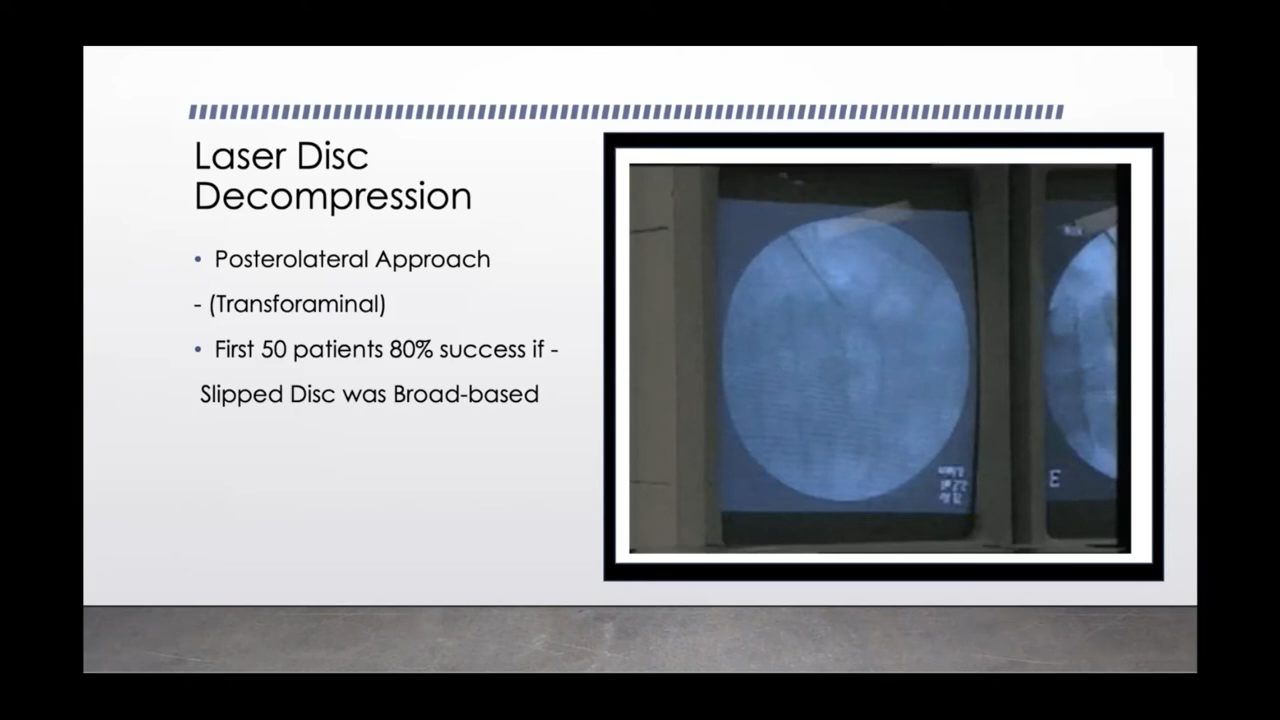 Laser Disc
Decompression
• Posterolateral Approach
- (Transforaminal)
• First 50 patients 80% success if -
Slipped Disc was Broad-based
E